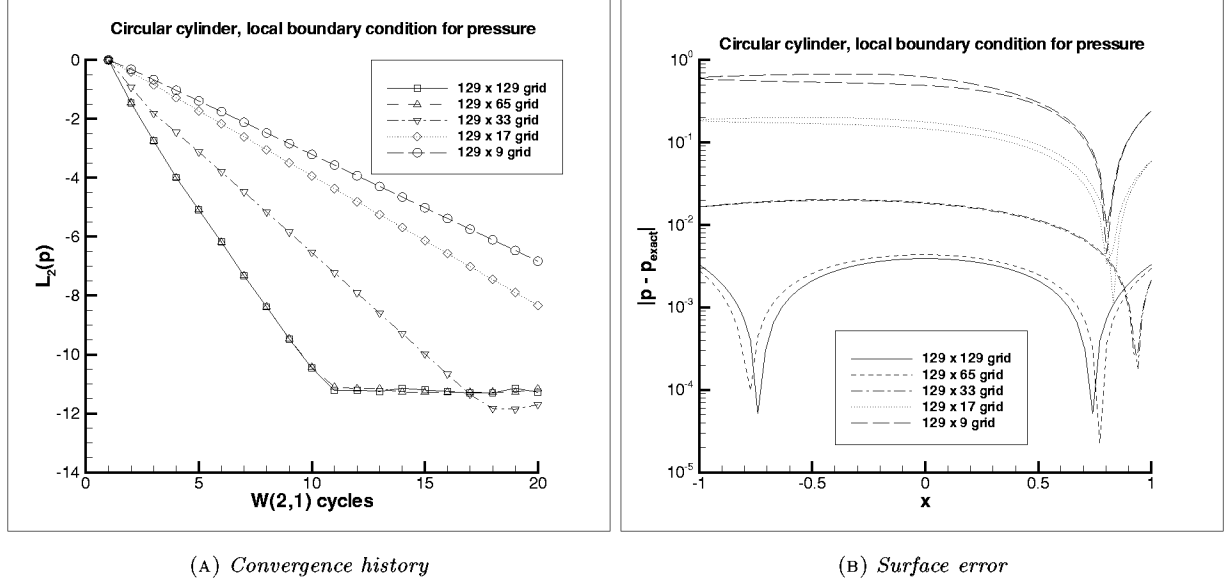 Circular cylinder, local boundary condition for pressure
0
-2
-4
-6
-8
-10
-12
-14
L2(p)
0
5
10
15
20
W(2,1) cycles
129 x 129 grid
129 x 65 grid
129 x 33 grid
129 x 17 grid
129 x 9 grid
(A) Convergence history
Circular cylinder, local boundary condition for pressure
10^0
10^-1
10^-2
10^-3
10^-4
10^-5
|p - p_exact|
-1
-0.5
0
0.5
1
x
129 x 129 grid
129 x 65 grid
129 x 33 grid
129 x 17 grid
129 x 9 grid
(B) Surface error